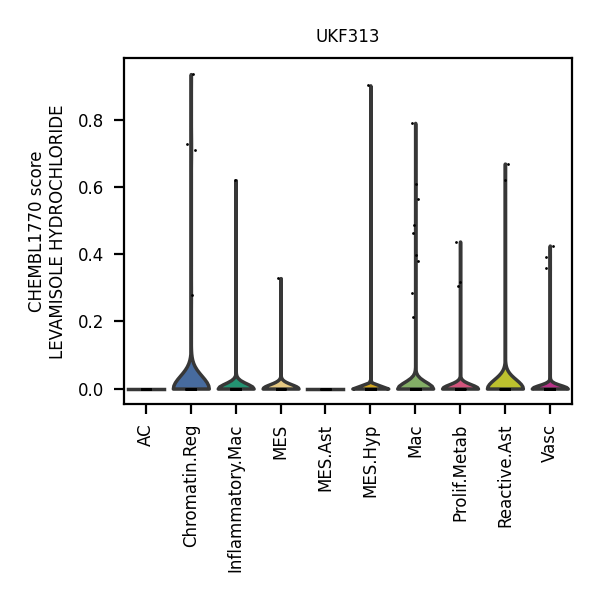 UKF313
CHEMBL1770 score
LEVAMISOLE HYDROCHLORIDE
0.8
0.6
0.4
0.2
0.0
AC
Chromatin.Reg
Inflammatory.Mac
MES
MES.Ast
MES.Hyp
Mac
Prolif.Metab
Reactive.Ast
Vasc